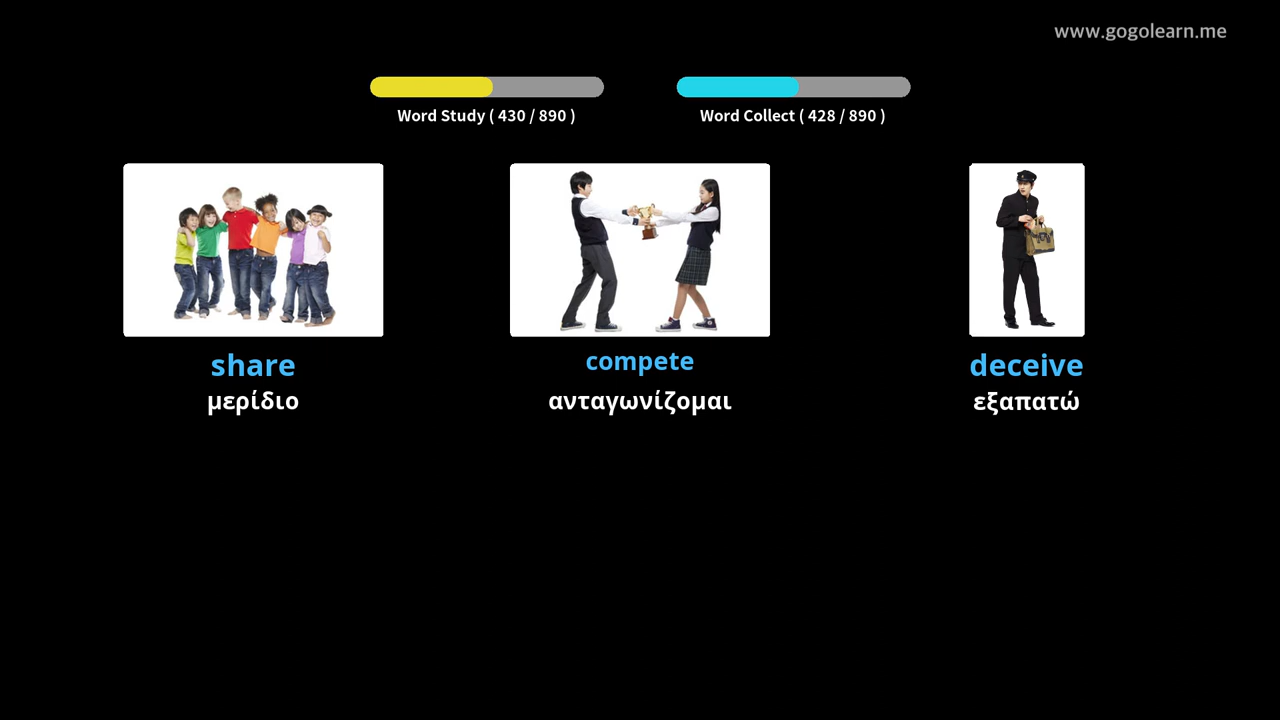 www.gogolearn.me
Word Study ( 430 / 890 )
Word Collect ( 428 / 890 )
share
μερίδιο
compete
ανταγωνίζομαι
deceive
εξαπατώ